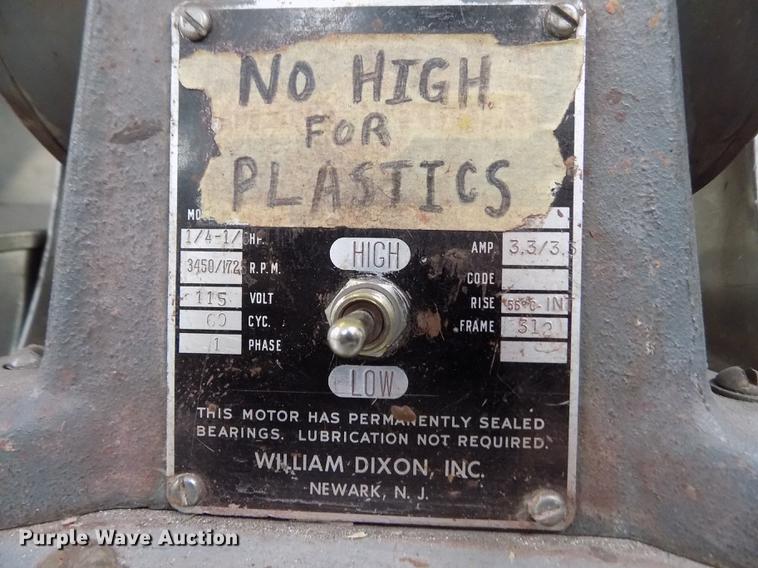 NO HIGH
FOR
PLASTICS
1/4-1/ HP.
3450/172 R.P.M.
115 VOLT
60 CYC.
1 PHASE
HIGH
LOW
AMP 3.3/3.5
CODE
RISE 55°C-INT
FRAME
THIS MOTOR HAS PERMANENTLY SEALED
BEARINGS. LUBRICATION NOT REQUIRED.
WILLIAM DIXON, INC.
NEWARK, N. J.
Purple Wave Auction